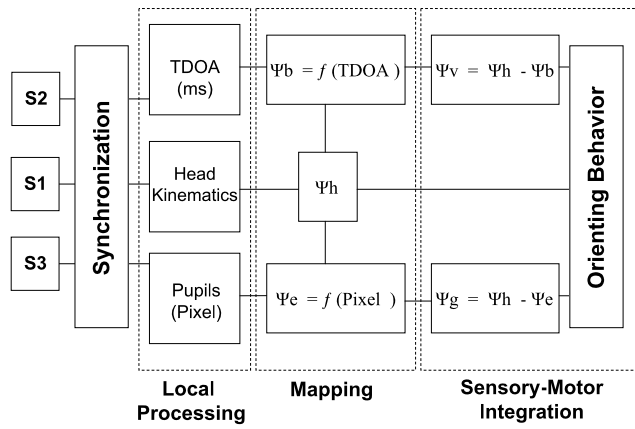 S2
S1
S3
Synchronization
TDOA
(ms)
Head
Kinematics
Pupils
(Pixel)
Ψb = f (TDOA )
Ψh
Ψe = f (Pixel )
Ψv = Ψh - Ψb
Ψg = Ψh - Ψe
Orienting Behavior
Local
Processing
Mapping
Sensory-Motor
Integration